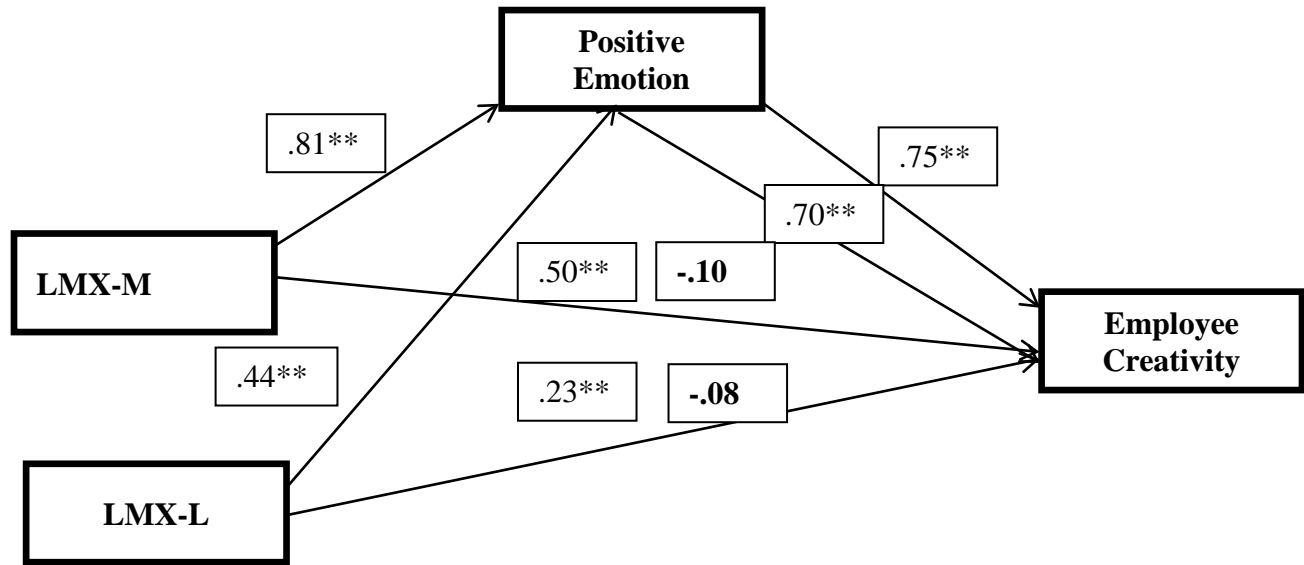 Positive
Emotion
.81**
.75**
.70**
LMX-M
.50**
-.10
Employee
Creativity
.44**
.23**
-.08
LMX-L